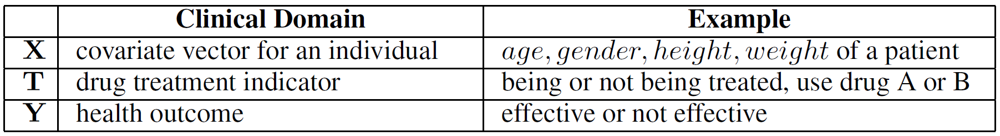 Clinical Domain Example
X covariate vector for an individual age, gender, height, weight of a patient
T drug treatment indicator being or not being treated, use drug A or B
Y health outcome effective or not effective